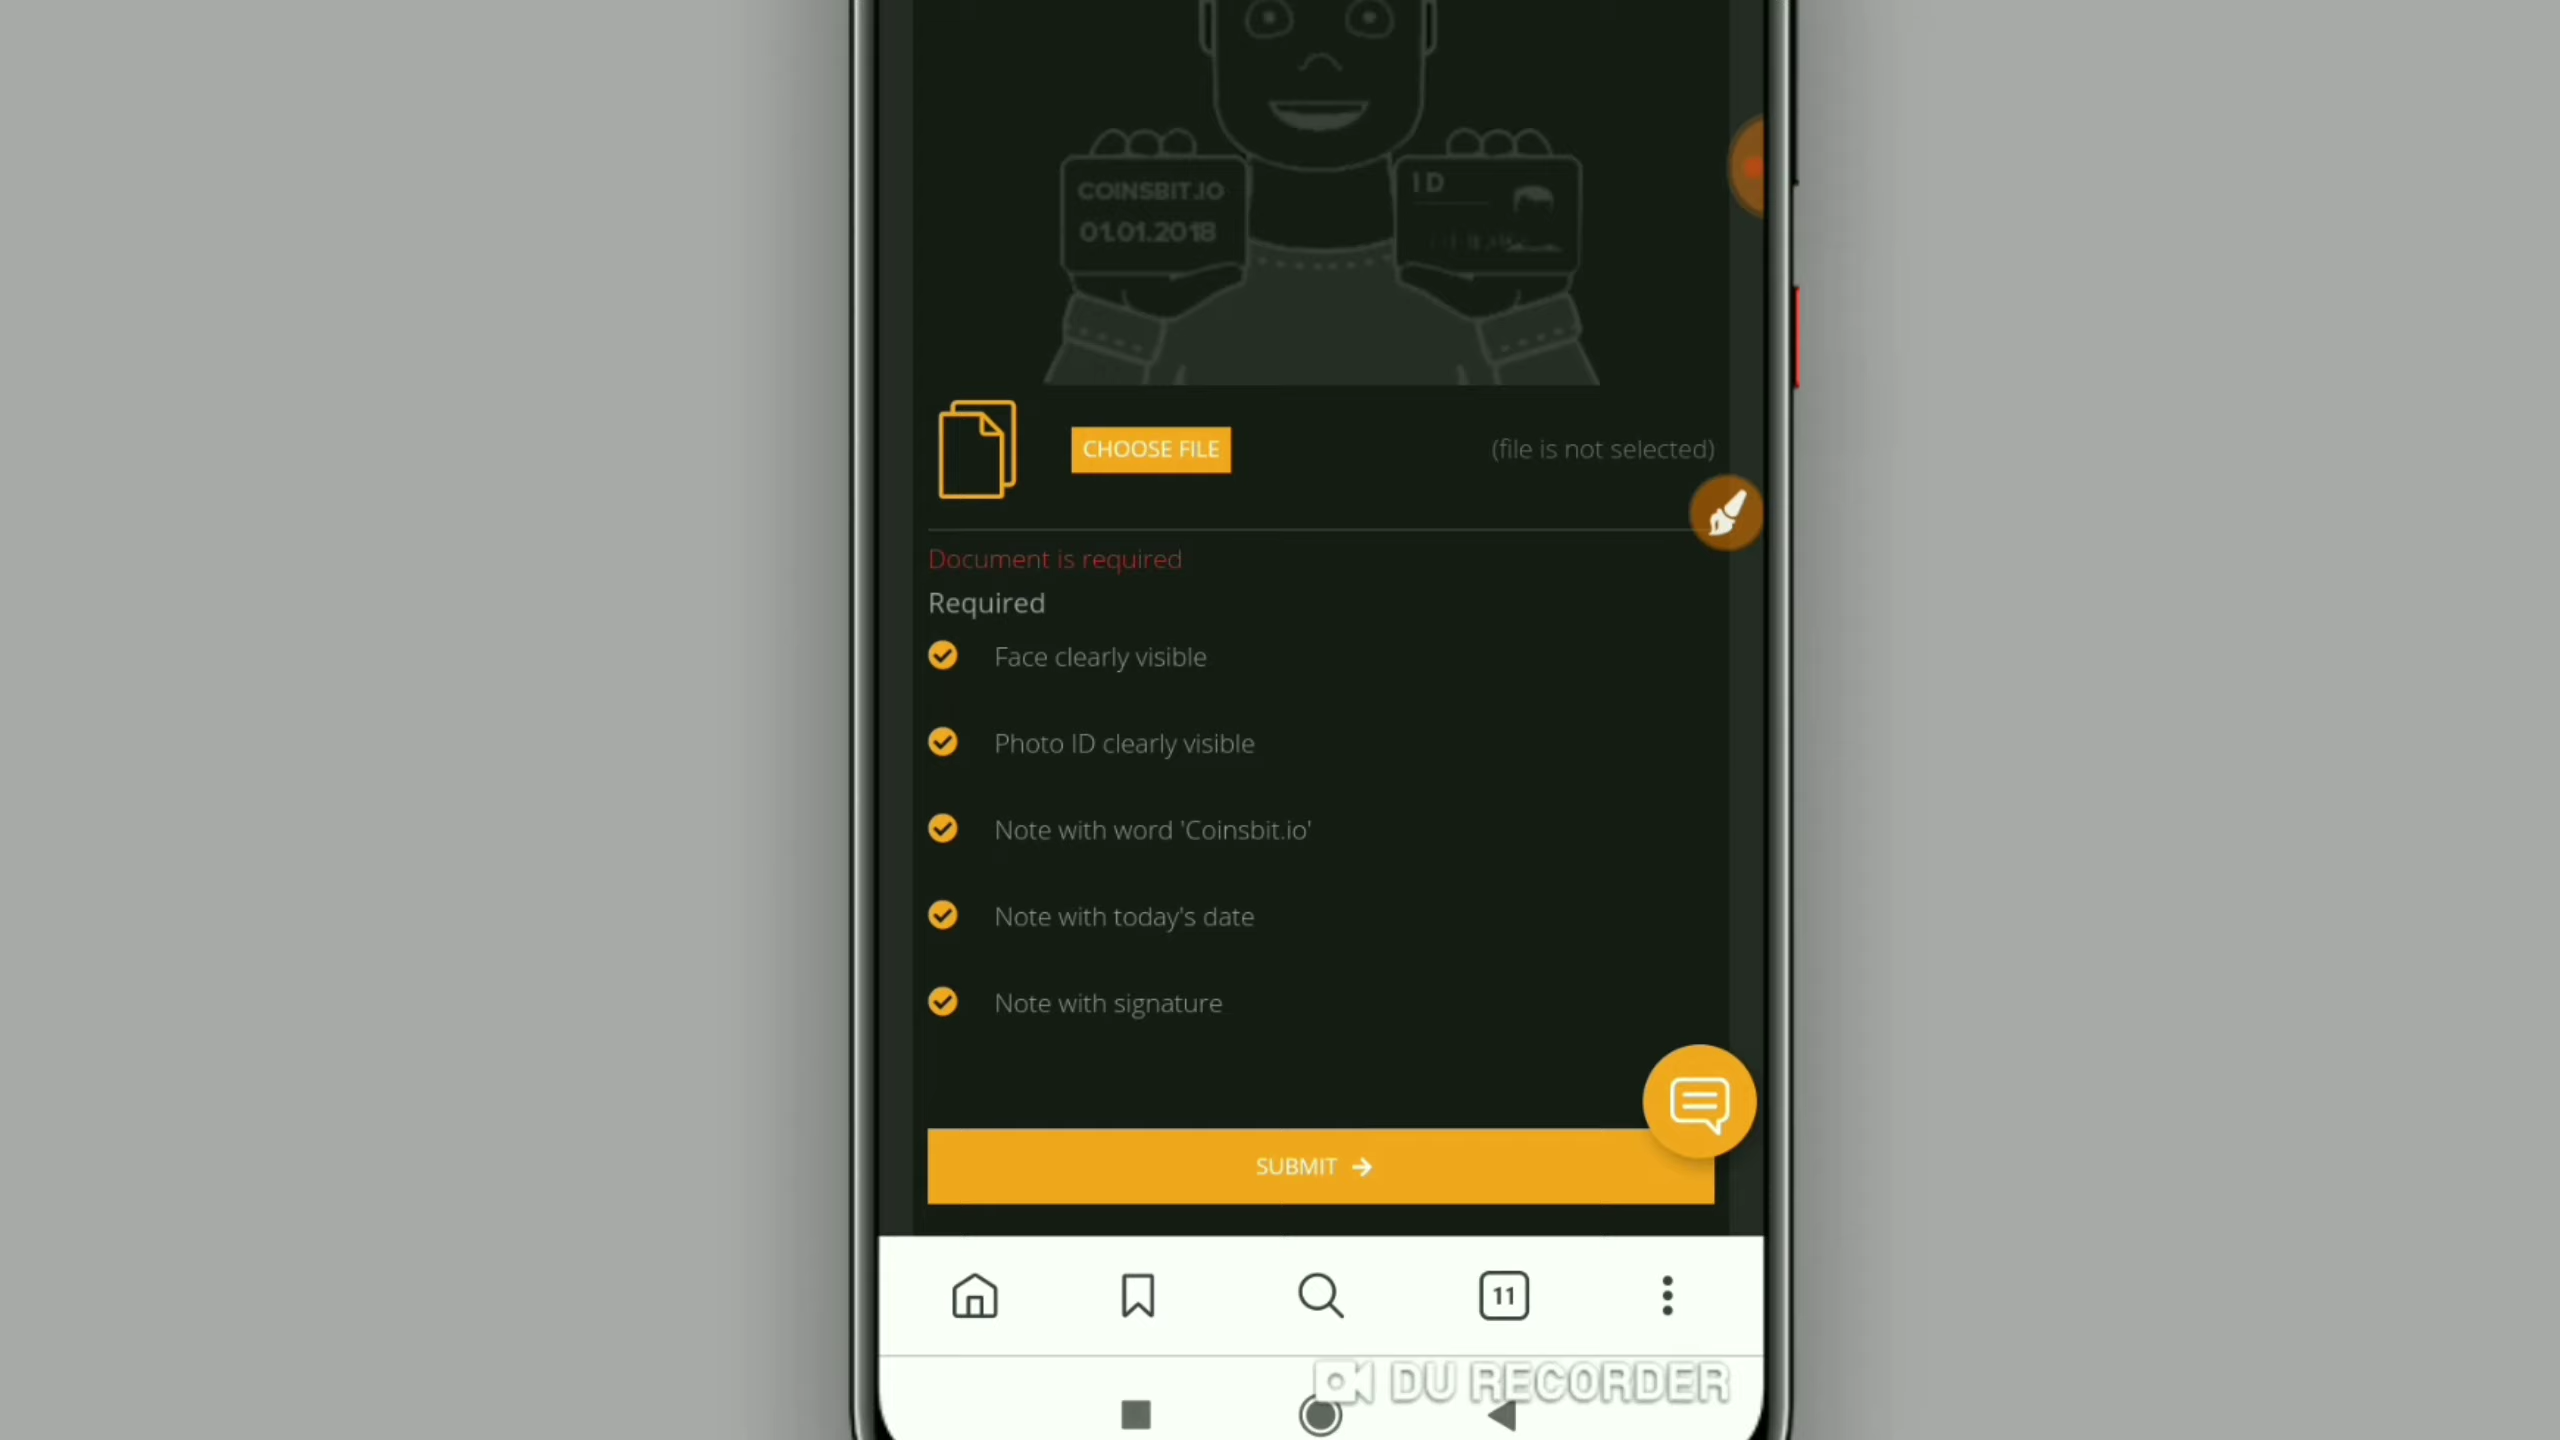 COINSBIT.IO
01.01.2018
ID
CHOOSE FILE
(file is not selected)
Document is required
Required
Face clearly visible
Photo ID clearly visible
Note with word 'Coinsbit.io'
Note with today's date
Note with signature
SUBMIT
11
DU RECORDER